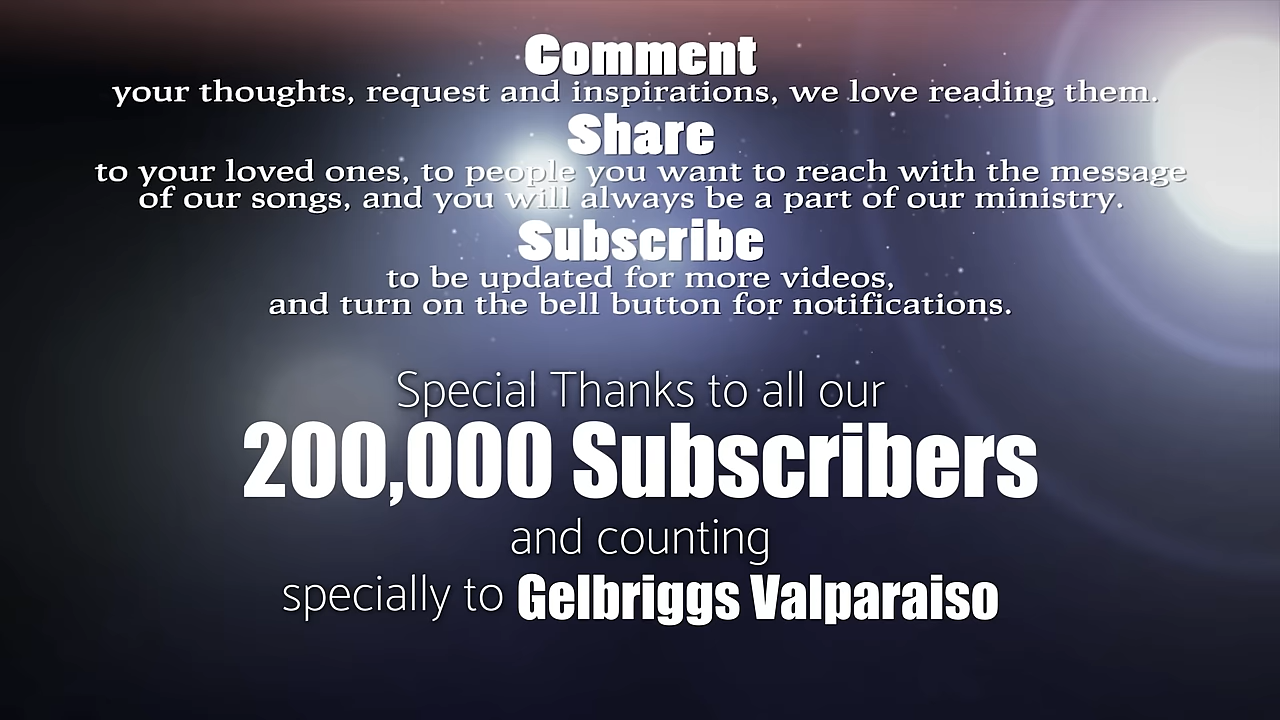 Comment
your thoughts, request and inspirations, we love reading them.
Share
to your loved ones, to people you want to reach with the message
of our songs, and you will always be a part of our ministry.
Subscribe
to be updated for more videos,
and turn on the bell button for notifications.
Special Thanks to all our
200,000 Subscribers
and counting
specially to Gelbriggs Valparaiso